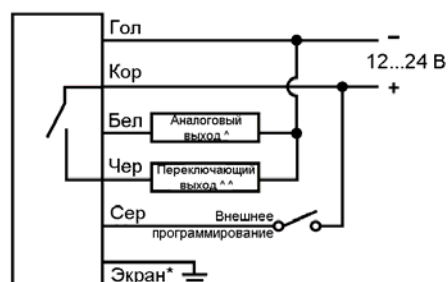 Гол
−
12...24 В
Кор
+
Бел
Аналоговый
выход ^
Чер
Переключающий
выход ^ ^
Сер
Внешнее
программирование
Экран*